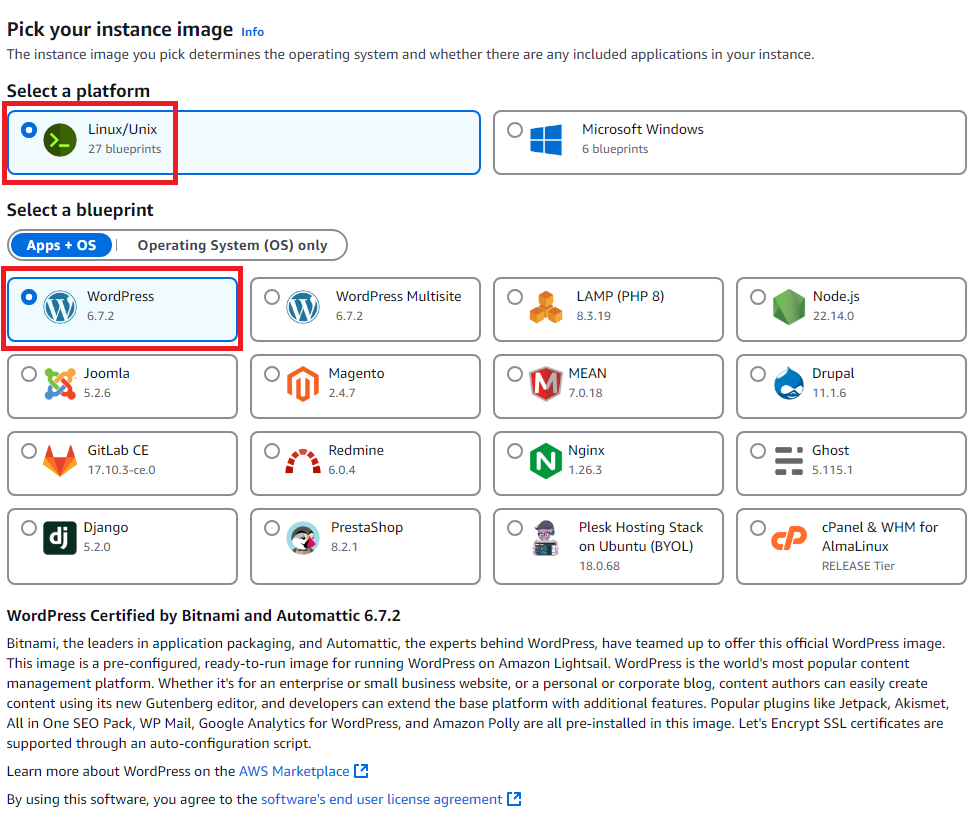 Pick your instance image Info
The instance image you pick determines the operating system and whether there are any included applications in your instance.
Select a platform
Linux/Unix
27 blueprints
Microsoft Windows
6 blueprints
Select a blueprint
Apps + OS
Operating System (OS) only
WordPress
6.7.2
WordPress Multisite
6.7.2
LAMP (PHP 8)
8.3.19
Node.js
22.14.0
Joomla
5.2.6
Magento
2.4.7
MEAN
7.0.18
Drupal
11.1.6
GitLab CE
17.10.3-ce.0
Redmine
6.0.4
Nginx
1.26.3
Ghost
5.115.1
dj
Django
5.2.0
PrestaShop
8.2.1
Plesk Hosting Stack
on Ubuntu (BYOL)
18.0.68
cP
cPanel & WHM for
AlmaLinux
RELEASE Tier
WordPress Certified by Bitnami and Automattic 6.7.2
Bitnami, the leaders in application packaging, and Automattic, the experts behind WordPress, have teamed up to offer this official WordPress image.
This image is a pre-configured, ready-to-run image for running WordPress on Amazon Lightsail. WordPress is the world's most popular content
management platform. Whether it's for an enterprise or small business website, or a personal or corporate blog, content authors can easily create
content using its new Gutenberg editor, and developers can extend the base platform with additional features. Popular plugins like Jetpack, Akismet,
All in One SEO Pack, WP Mail, Google Analytics for WordPress, and Amazon Polly are all pre-installed in this image. Let's Encrypt SSL certificates are
supported through an auto-configuration script.
Learn more about WordPress on the AWS Marketplace
By using this software, you agree to the software's end user license agreement